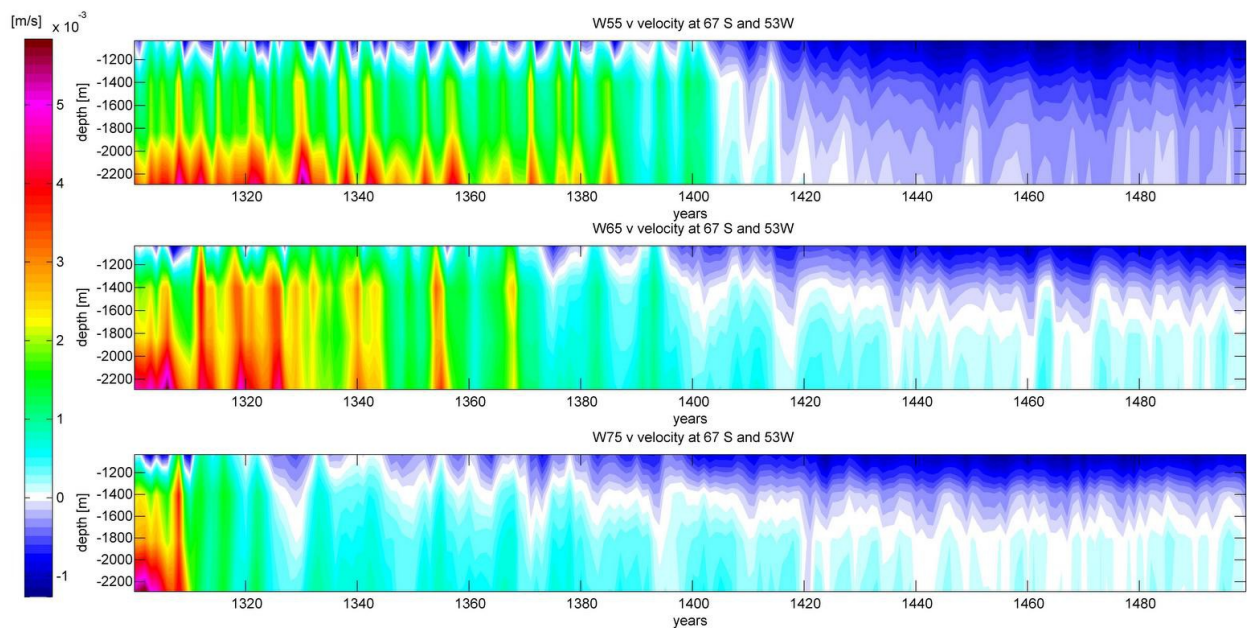 [m/s] x 10⁻³
5
4
3
2
1
0
-1
W55 v velocity at 67 S and 53W
depth [m]
-1200
-1400
-1600
-1800
-2000
-2200
1320 1340 1360 1380 1400 1420 1440 1460 1480
years
W65 v velocity at 67 S and 53W
depth [m]
-1200
-1400
-1600
-1800
-2000
-2200
1320 1340 1360 1380 1400 1420 1440 1460 1480
years
W75 v velocity at 67 S and 53W
depth [m]
-1200
-1400
-1600
-1800
-2000
-2200
1320 1340 1360 1380 1400 1420 1440 1460 1480
years